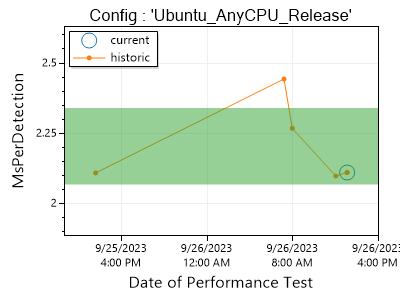 Config : 'Ubuntu_AnyCPU_Release'
current
historic
MsPerDetection
2.5
2.25
2
9/25/2023
4:00 PM
9/26/2023
12:00 AM
9/26/2023
8:00 AM
9/26/2023
4:00 PM
Date of Performance Test